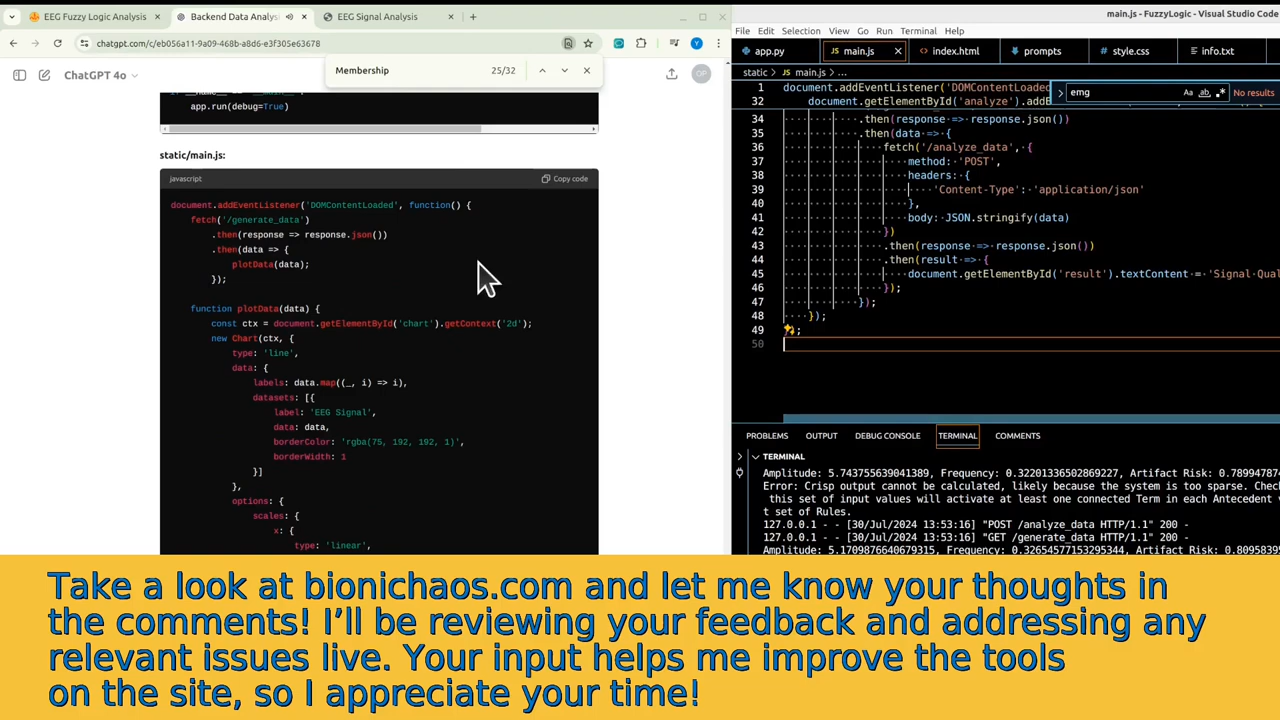 EEG Fuzzy Logic Analysis
Backend Data Analys
EEG Signal Analysis
chatgpt.com/c/eb056a11-9a09-468b-a8d6-e3f305e63678
ChatGPT 4o
Membership
25/32
OP
app.run(debug=True)
static/main.js:
javascript
Copy code
document.addEventListener('DOMContentLoaded', function() {
fetch('/generate_data')
.then(response => response.json())
.then(data => {
plotData(data);
});
function plotData(data) {
const ctx = document.getElementById('chart').getContext('2d');
new Chart(ctx, {
type: 'line',
data: {
labels: data.map((_, i) => i),
datasets: [{
label: 'EEG Signal',
data: data,
borderColor: 'rgba(75, 192, 192, 1)',
borderWidth: 1
}]
},
options: {
scales: {
x: {
type: 'linear',
main.js - FuzzyLogic - Visual Studio Code
File Edit Selection View Go Run Terminal Help
app.py
main.js
index.html
prompts
style.css
info.txt
static > main.js > ...
emg
Aa ab
No results
1 document.addEventListener('DOMContentLoaded
32 document.getElementById('analyze').addE
34 .then(response => response.json())
35 .then(data => {
36 fetch('/analyze_data', {
37 method: 'POST',
38 headers: {
39 'Content-Type': 'application/json'
40 },
41 body: JSON.stringify(data)
42 })
43 .then(response => response.json())
44 .then(result => {
45 document.getElementById('result').textContent = 'Signal Qual
46 });
47 });
48 });
49 });
50
PROBLEMS OUTPUT DEBUG CONSOLE TERMINAL COMMENTS
TERMINAL
Amplitude: 5.743755639041389, Frequency: 0.32201336502869227, Artifact Risk: 0.7899478
Error: Crisp output cannot be calculated, likely because the system is too sparse. Check
this set of input values will activate at least one connected Term in each Antecedent
t set of Rules.
127.0.0.1 - - [30/Jul/2024 13:53:16] "POST /analyze_data HTTP/1.1" 200 -
127.0.0.1 - - [30/Jul/2024 13:53:16] "GET /generate_data HTTP/1.1" 200 -
Amplitude: 5.1709876640679315, Frequency: 0.32654577153295344, Artifact Risk: 0.8095839
Take a look at bionichaos.com and let me know your thoughts in
the comments! I’ll be reviewing your feedback and addressing any
relevant issues live. Your input helps me improve the tools
on the site, so I appreciate your time!